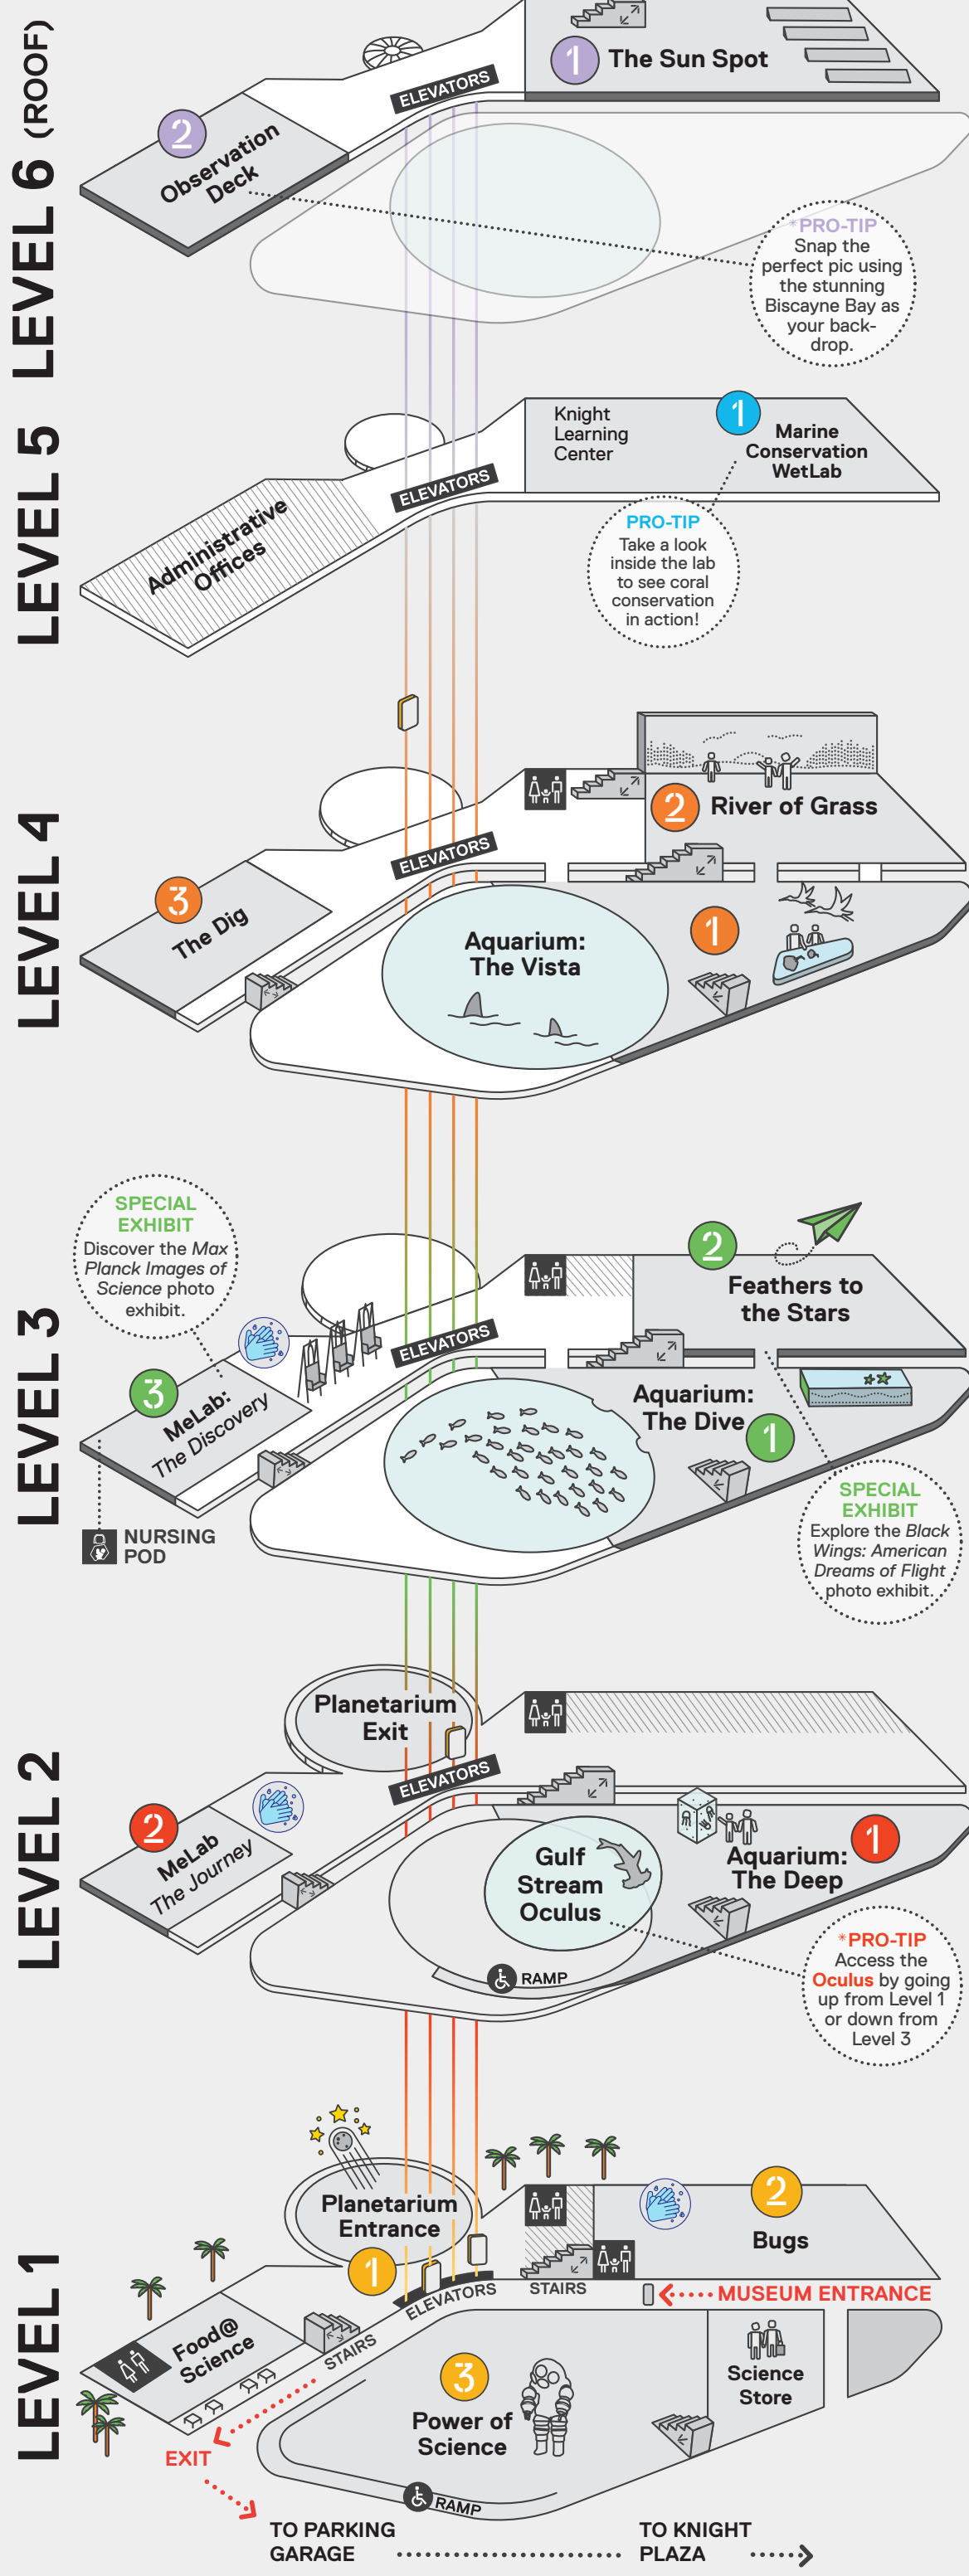 LEVEL 6 (ROOF)
1
The Sun Spot
ELEVATORS
2
Observation
Deck
*PRO-TIP
Snap the
perfect pic using
the stunning
Biscayne Bay as
your back-
drop.
LEVEL 5
Knight
Learning
Center
1
Marine
Conservation
WetLab
ELEVATORS
Administrative
Offices
PRO-TIP
Take a look
inside the lab
to see coral
conservation
in action!
LEVEL 4
2
River of Grass
ELEVATORS
3
The Dig
1
Aquarium:
The Vista
LEVEL 3
SPECIAL
EXHIBIT
Discover the Max
Planck Images of
Science photo
exhibit.
2
Feathers to
the Stars
ELEVATORS
3
MeLab:
The Discovery
Aquarium:
The Dive
1
NURSING
POD
SPECIAL
EXHIBIT
Explore the Black
Wings: American
Dreams of Flight
photo exhibit.
LEVEL 2
Planetarium
Exit
ELEVATORS
2
MeLab
The Journey
Gulf
Stream
Oculus
1
Aquarium:
The Deep
RAMP
*PRO-TIP
Access the
Oculus by going
up from Level 1
or down from
Level 3
LEVEL 1
Planetarium
Entrance
1
2
Bugs
ELEVATORS
STAIRS
MUSEUM ENTRANCE
Food@
Science
STAIRS
3
Power of
Science
Science
Store
EXIT
RAMP
TO PARKING
GARAGE
TO KNIGHT
PLAZA